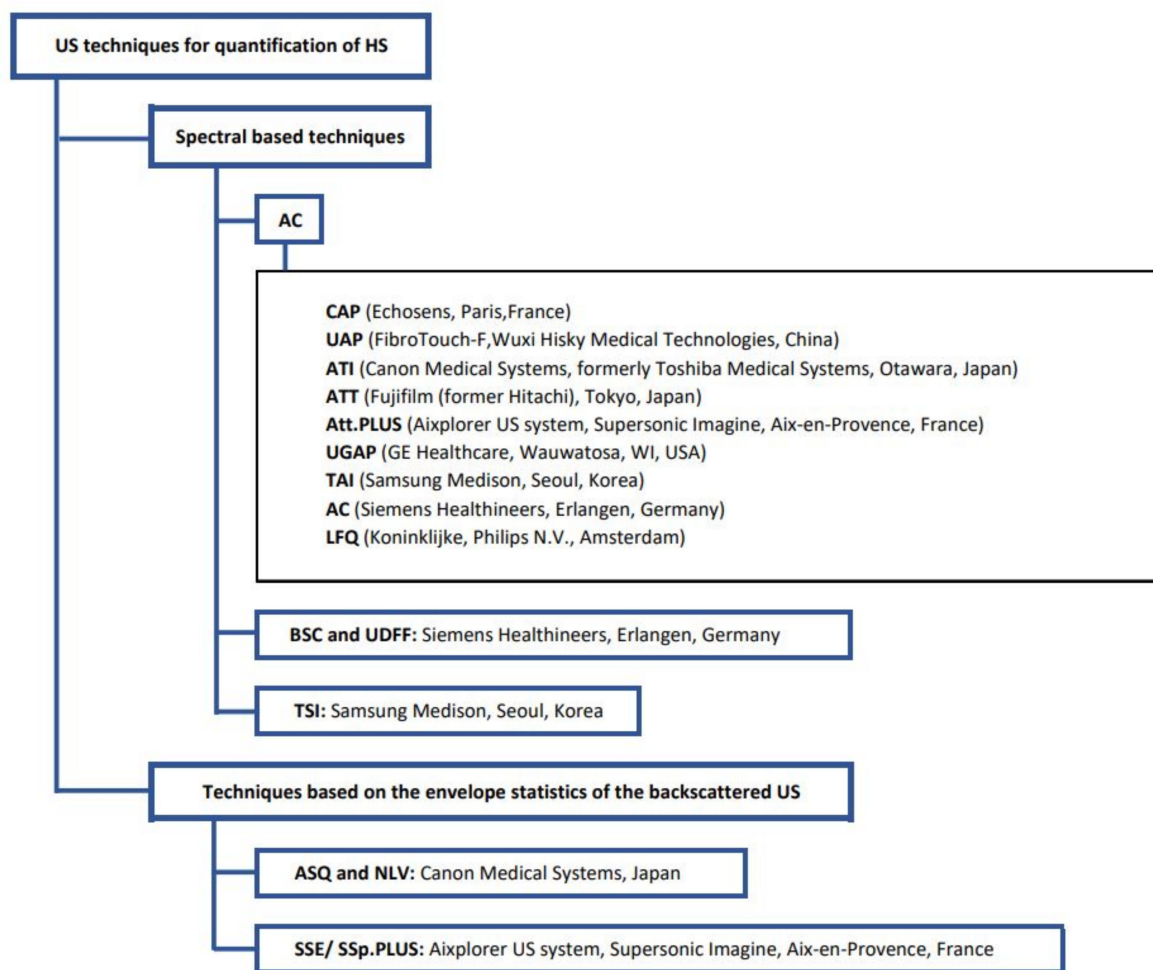 US techniques for quantification of HS
Spectral based techniques
AC
CAP (Echosens, Paris,France)
UAP (FibroTouch-F,Wuxi Hisky Medical Technologies, China)
ATI (Canon Medical Systems, formerly Toshiba Medical Systems, Otawara, Japan)
ATT (Fujifilm (former Hitachi), Tokyo, Japan)
Att.PLUS (Aixplorer US system, Supersonic Imagine, Aix-en-Provence, France)
UGAP (GE Healthcare, Wauwatosa, WI, USA)
TAI (Samsung Medison, Seoul, Korea)
AC (Siemens Healthineers, Erlangen, Germany)
LFQ (Koninklijke, Philips N.V., Amsterdam)
BSC and UDFF: Siemens Healthineers, Erlangen, Germany
TSI: Samsung Medison, Seoul, Korea
Techniques based on the envelope statistics of the backscattered US
ASQ and NLV: Canon Medical Systems, Japan
SSE/ SSp.PLUS: Aixplorer US system, Supersonic Imagine, Aix-en-Provence, France